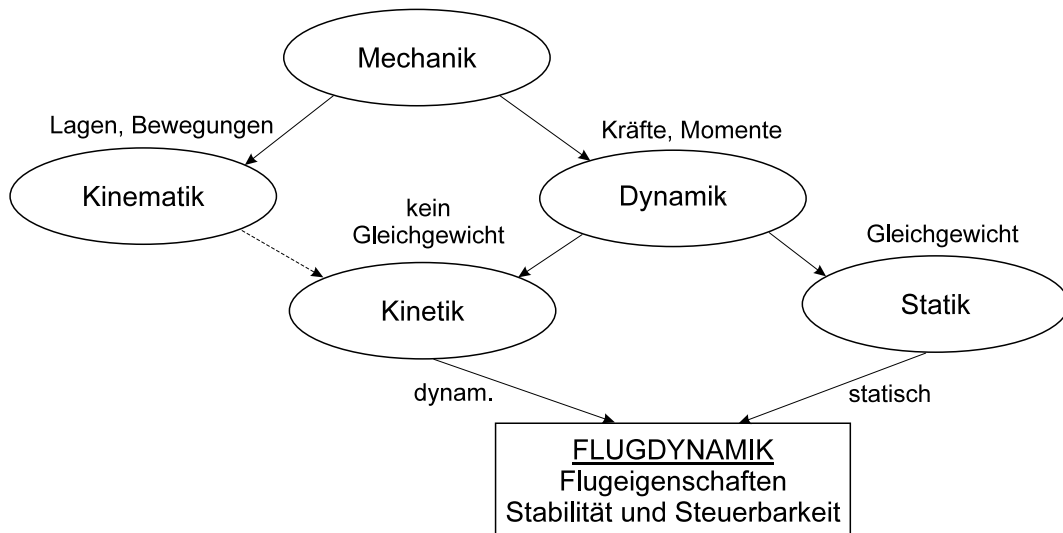 Mechanik
Lagen, Bewegungen
Kräfte, Momente
Kinematik
Dynamik
kein
Gleichgewicht
Gleichgewicht
Kinetik
Statik
dynam.
statisch
FLUGDYNAMIK
Flugeigenschaften
Stabilität und Steuerbarkeit